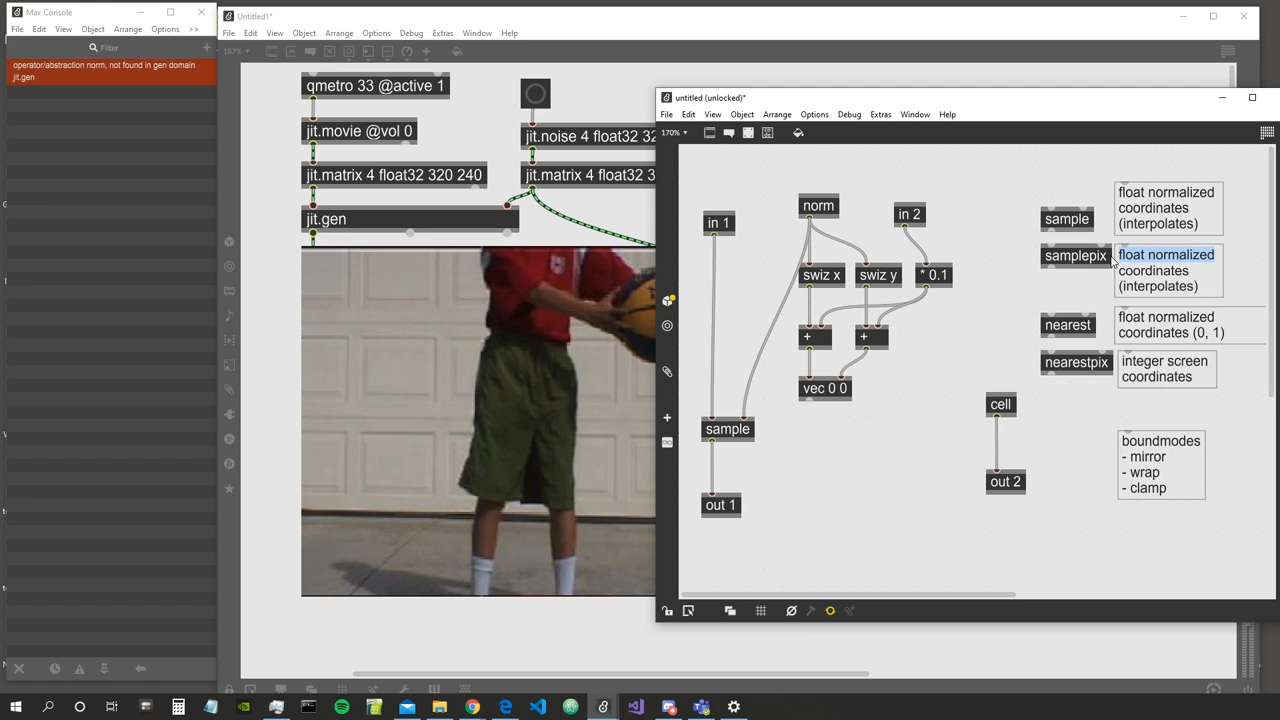 Max Console
File Edit View Object Arrange Options >>
Filter
operator/abstraction norm, not found in gen domain
jit.gen
Untitled1*
File Edit View Object Arrange Options Debug Extras Window Help
187%
qmetro 33 @active 1
jit.movie @vol 0
jit.noise 4 float32 32
jit.matrix 4 float32 320 240
jit.matrix 4 float32 3
jit.gen
untitled (unlocked)*
File Edit View Object Arrange Options Debug Extras Window Help
170%
in 1
norm
in 2
swiz x
swiz y
* 0.1
+
+
vec 0 0
sample
out 1
cell
out 2
sample
float normalized
coordinates
(interpolates)
samplepix
float normalized
coordinates
(interpolates)
nearest
float normalized
coordinates (0, 1)
nearestpix
integer screen
coordinates
boundmodes
- mirror
- wrap
- clamp